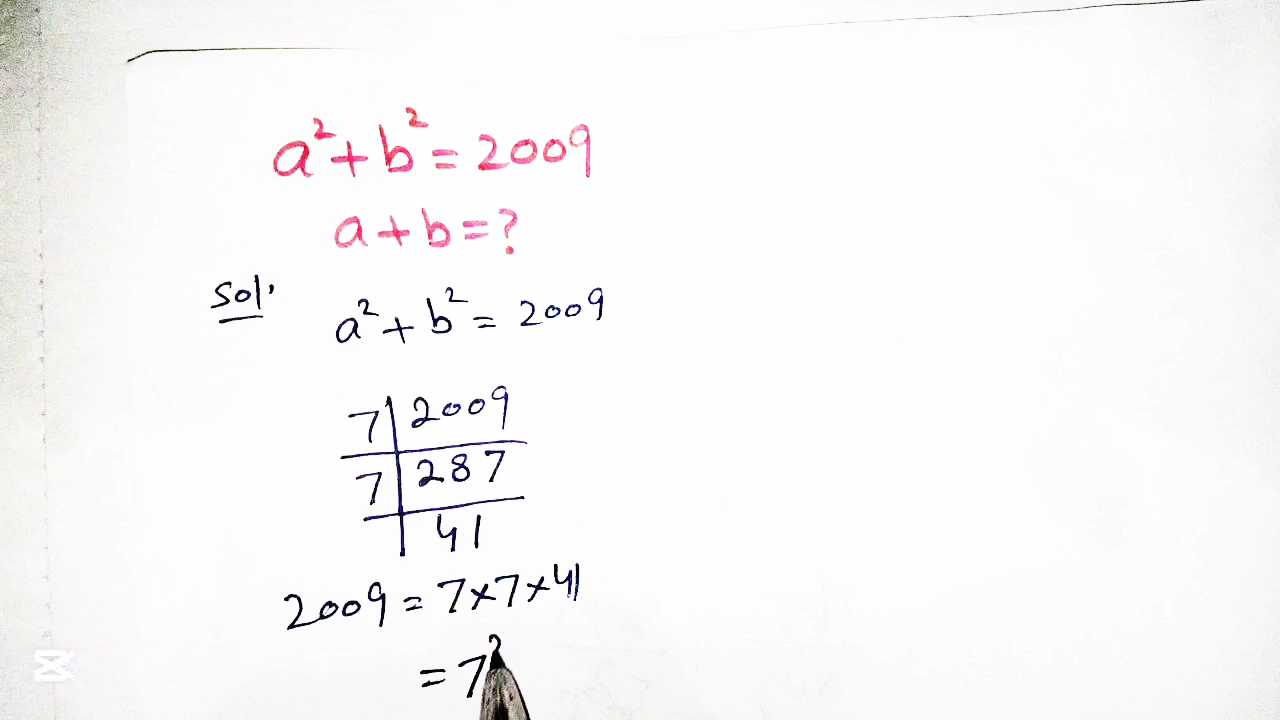 a²+b²=2009
a+b=?
Sol.
a²+b²=2009
7|2009
7|287
|41
2009=7×7×41
=7²